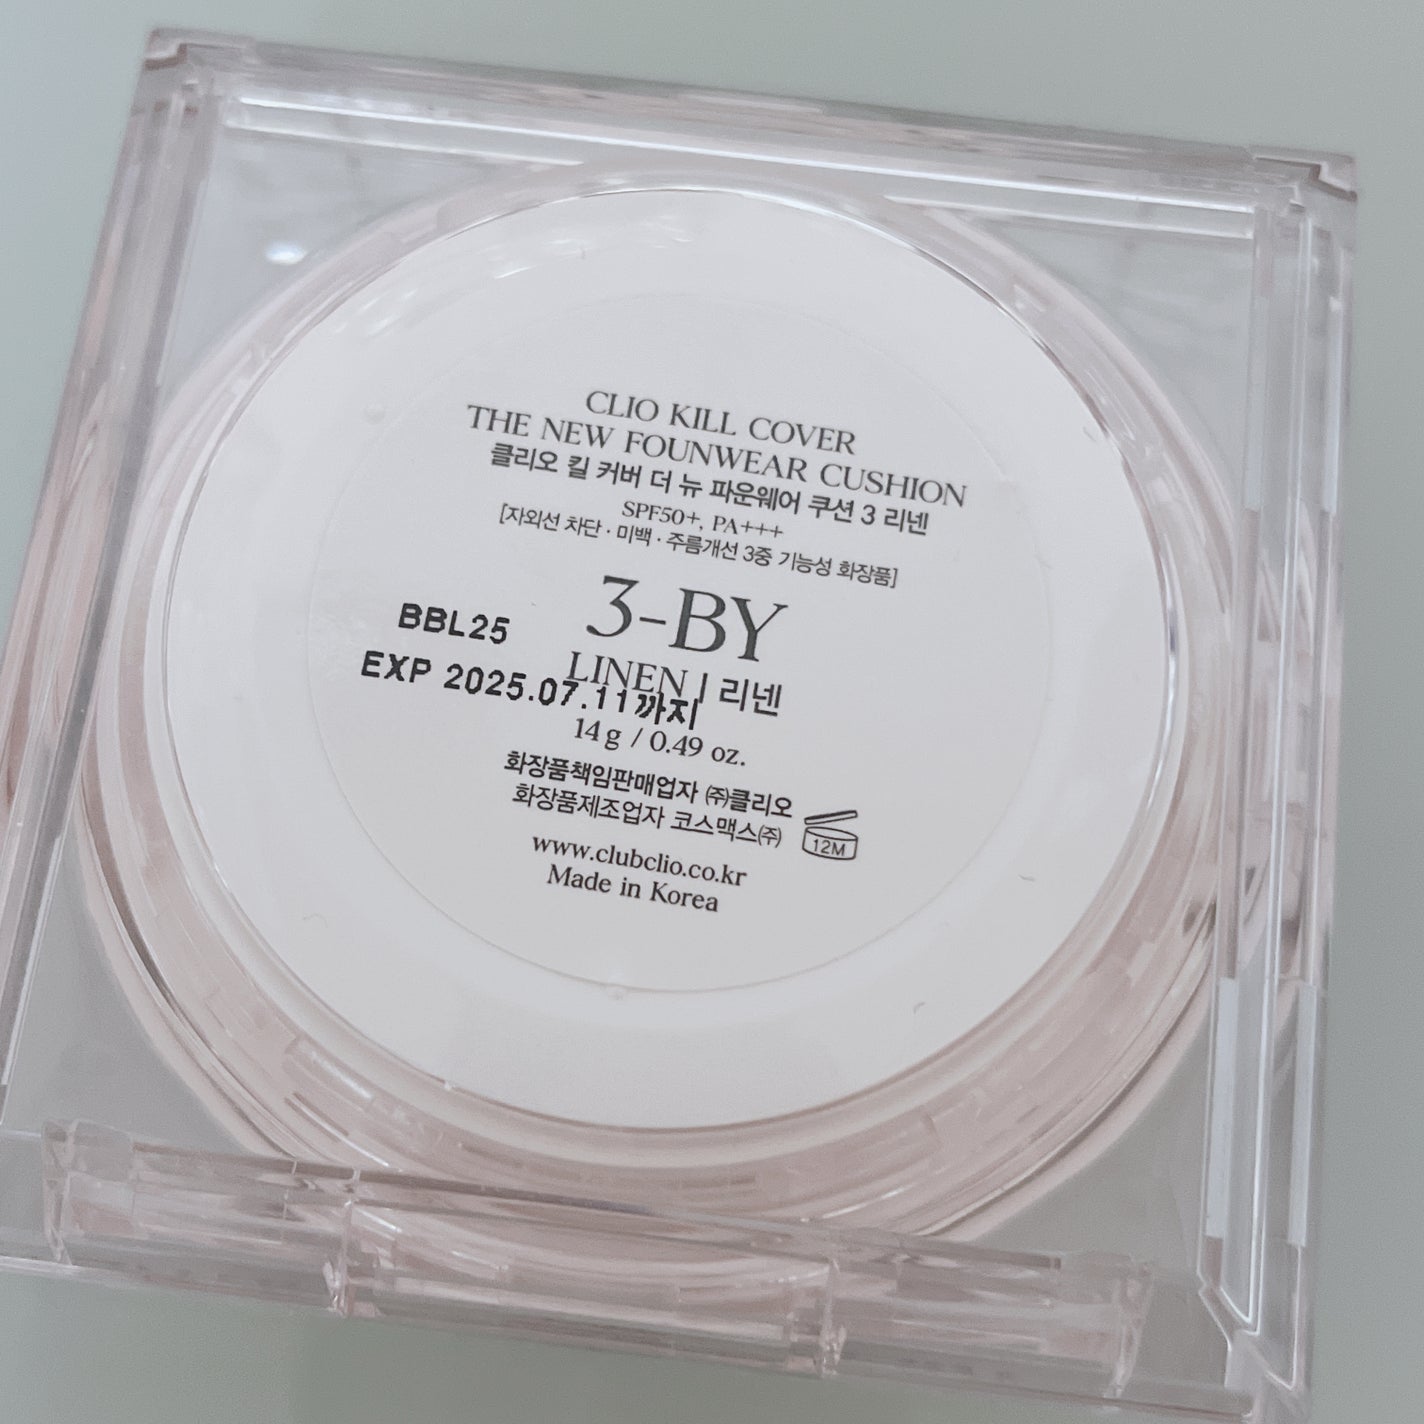 CLIO KILL COVER
THE NEW FOUNWEAR CUSHION
클리오 킬 커버 더 뉴 파운웨어 쿠션 3 리넨
SPF50+, PA+++
[자외선 차단 · 미백 · 주름개선 3중 기능성 화장품]
3-BY
BBL25
LINEN | 리넨
EXP 2025.07.11까지
14 g / 0.49 oz.
화장품책임판매업자 ㈜클리오
화장품제조업자 코스맥스㈜
12M
www.clubclio.co.kr
Made in Korea